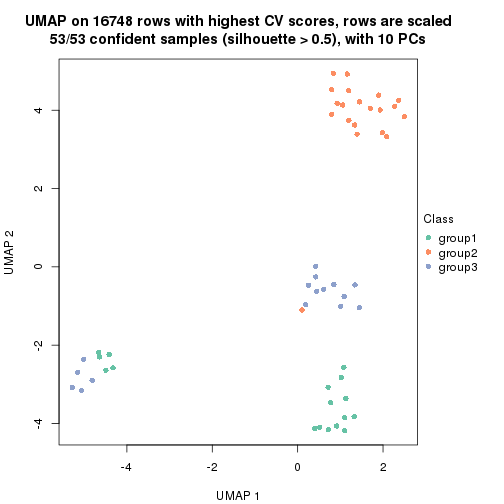 UMAP on 16748 rows with highest CV scores, rows are scaled
53/53 confident samples (silhouette > 0.5), with 10 PCs
4
2
0
-2
-4
UMAP 2
-4
-2
0
2
UMAP 1
Class
group1
group2
group3